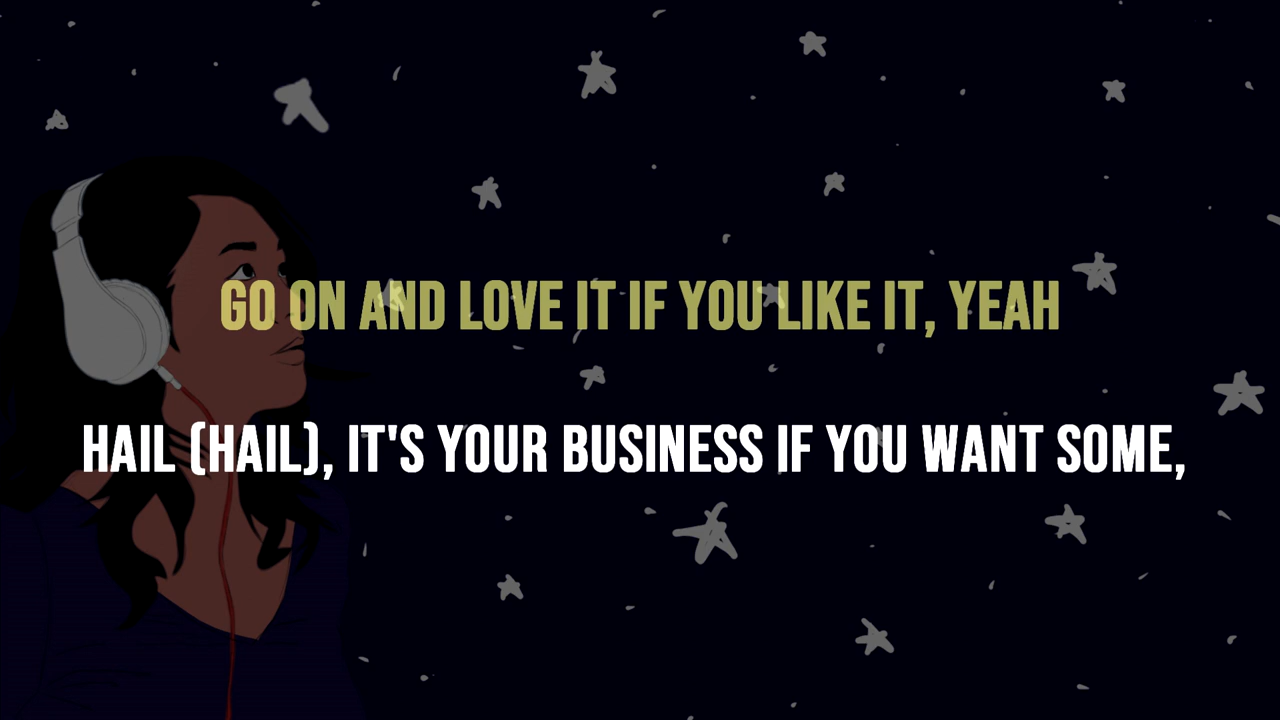 GO ON AND LOVE IT IF YOU LIKE IT, YEAH
HAIL (HAIL), IT'S YOUR BUSINESS IF YOU WANT SOME,